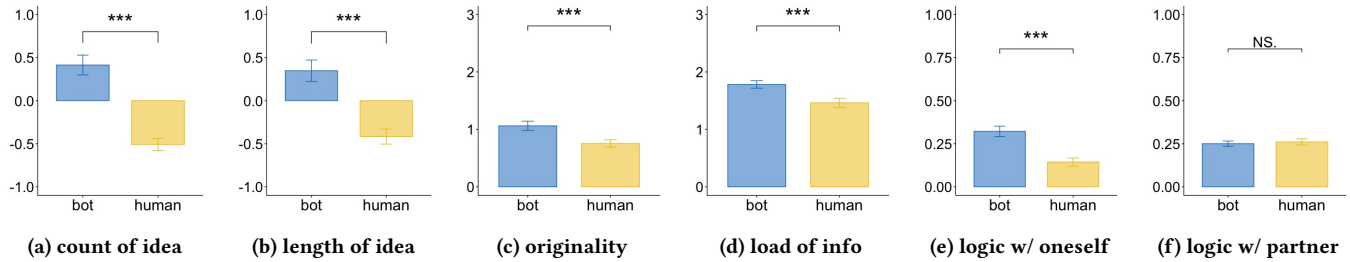 1.0
0.5
0.0
-0.5
-1.0
***
bot human
(a) count of idea
1.0
0.5
0.0
-0.5
-1.0
***
bot human
(b) length of idea
3
2
1
0
***
bot human
(c) originality
3
2
1
0
***
bot human
(d) load of info
1.00
0.75
0.50
0.25
0.00
***
bot human
(e) logic w/ oneself
1.00
0.75
0.50
0.25
0.00
NS.
bot human
(f) logic w/ partner